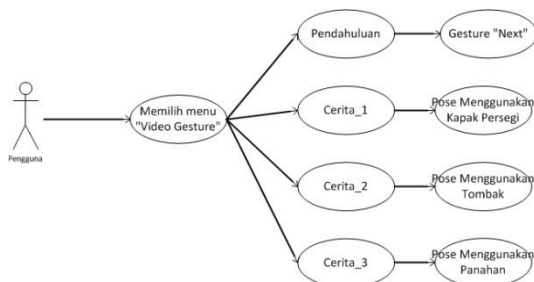 Pendahuluan
Gesture "Next"
Memilih menu
"Video Gesture"
Cerita_1
Pose Menggunakan
Kapak Persegi
Pengguna
Cerita_2
Pose Menggunakan
Tombak
Cerita_3
Pose Menggunakan
Panahan